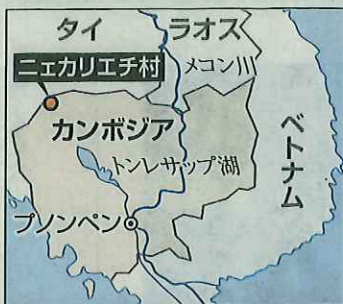 タイ
ラオス
メコン川
ニェカリエチ村
カンボジア
トンレサップ湖
ベトナム
プノンペン